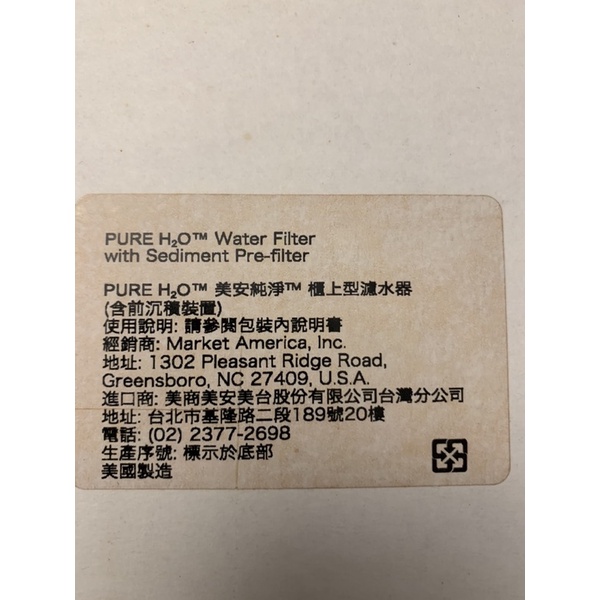 PURE H₂O™ Water Filter
with Sediment Pre-filter
PURE H₂O™ 美安純淨™ 櫃上型濾水器
(含前沉積裝置)
使用說明: 請參閱包裝內說明書
經銷商: Market America, Inc.
地址: 1302 Pleasant Ridge Road,
Greensboro, NC 27409, U.S.A.
進口商: 美商美安美台股份有限公司台灣分公司
地址: 台北市基隆路二段189號20樓
電話: (02) 2377-2698
生產序號: 標示於底部
美國製造